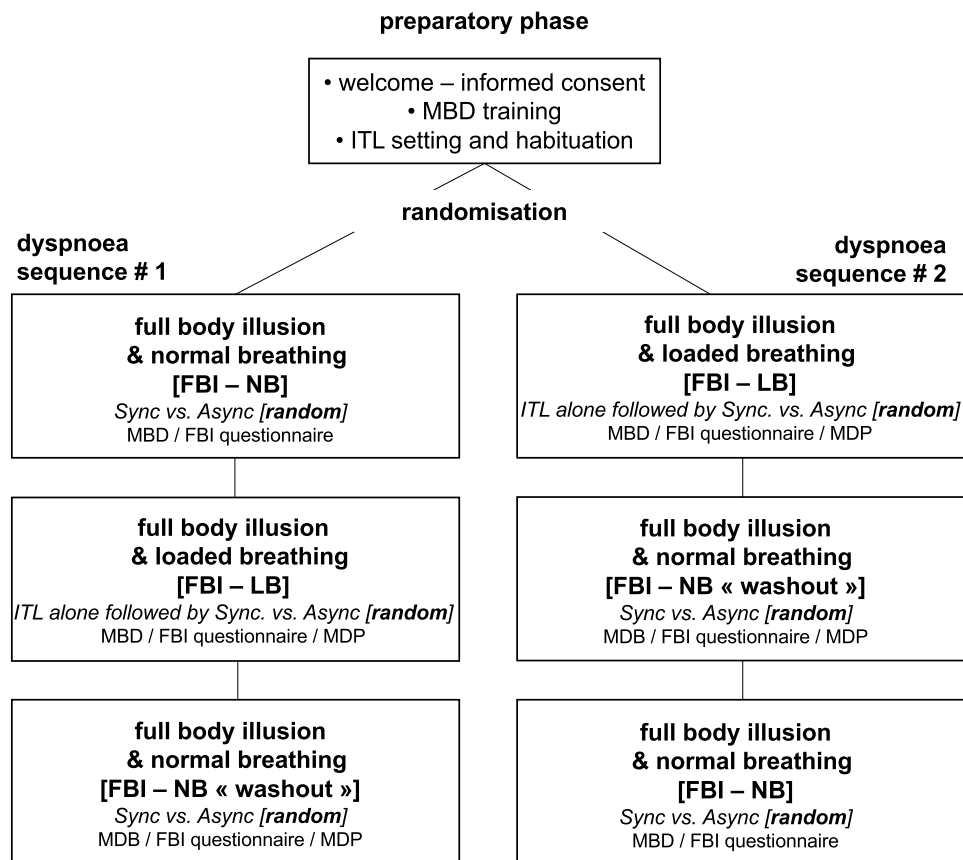 preparatory phase
• welcome – informed consent
• MBD training
• ITL setting and habituation
randomisation
dyspnoea
sequence # 1
full body illusion
& normal breathing
[FBI – NB]
Sync vs. Async [random]
MBD / FBI questionnaire
full body illusion
& loaded breathing
[FBI – LB]
ITL alone followed by Sync. vs. Async [random]
MBD / FBI questionnaire / MDP
full body illusion
& normal breathing
[FBI – NB « washout »]
Sync vs. Async [random]
MDB / FBI questionnaire / MDP
dyspnoea
sequence # 2
full body illusion
& loaded breathing
[FBI – LB]
ITL alone followed by Sync. vs. Async [random]
MBD / FBI questionnaire / MDP
full body illusion
& normal breathing
[FBI – NB « washout »]
Sync vs. Async [random]
MDB / FBI questionnaire / MDP
full body illusion
& normal breathing
[FBI – NB]
Sync vs. Async [random]
MBD / FBI questionnaire